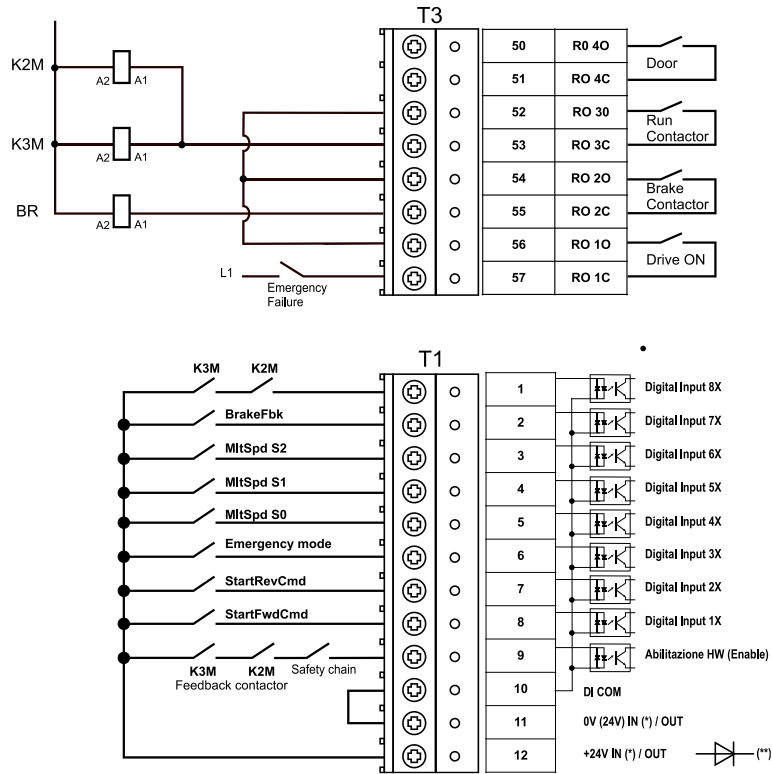 T3
K2M
A2 A1
50 R0 4O
Door
51 RO 4C
52 RO 30
Run
Contactor
K3M
A2 A1
53 RO 3C
54 RO 2O
Brake
Contactor
BR
A2 A1
55 RO 2C
56 RO 1O
Drive ON
L1
Emergency
Failure
57 RO 1C
T1
K3M K2M
1 Digital Input 8X
BrakeFbk
2 Digital Input 7X
MltSpd S2
3 Digital Input 6X
MltSpd S1
4 Digital Input 5X
MltSpd S0
5 Digital Input 4X
Emergency mode
6 Digital Input 3X
StartRevCmd
7 Digital Input 2X
StartFwdCmd
8 Digital Input 1X
9 Abilitazione HW (Enable)
K3M K2M Safety chain
Feedback contactor
10 DI COM
11 0V (24V) IN (*) / OUT
12 +24V IN (*) / OUT (**)